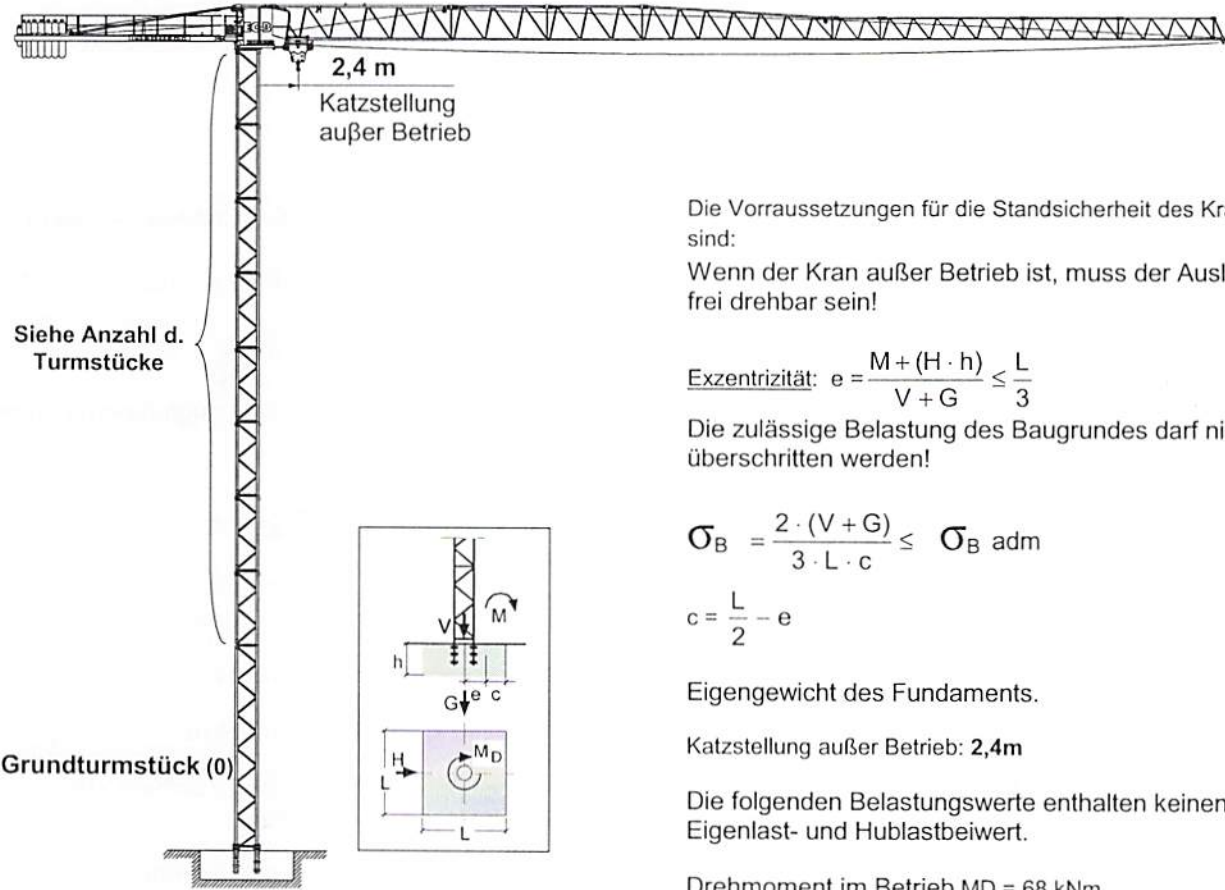 2,4 m
Katzstellung
außer Betrieb
Siehe Anzahl d.
Turmstücke
Grundturmstück (0)
V
M
h
e
c
G
H
M_D
L
L
Die Vorraussetzungen für die Standsicherheit des Kra
sind:
Wenn der Kran außer Betrieb ist, muss der Ausl
frei drehbar sein!
Exzentrizität: e = (M + (H · h)) / (V + G) ≤ L / 3
Die zulässige Belastung des Baugrundes darf ni
überschritten werden!
σ_B = (2 · (V + G)) / (3 · L · c) ≤ σ_B adm
c = L / 2 − e
Eigengewicht des Fundaments.
Katzstellung außer Betrieb: 2,4m
Die folgenden Belastungswerte enthalten keinen
Eigenlast- und Hublastbeiwert.
Drehmoment im Betrieb MD = 68 kNm